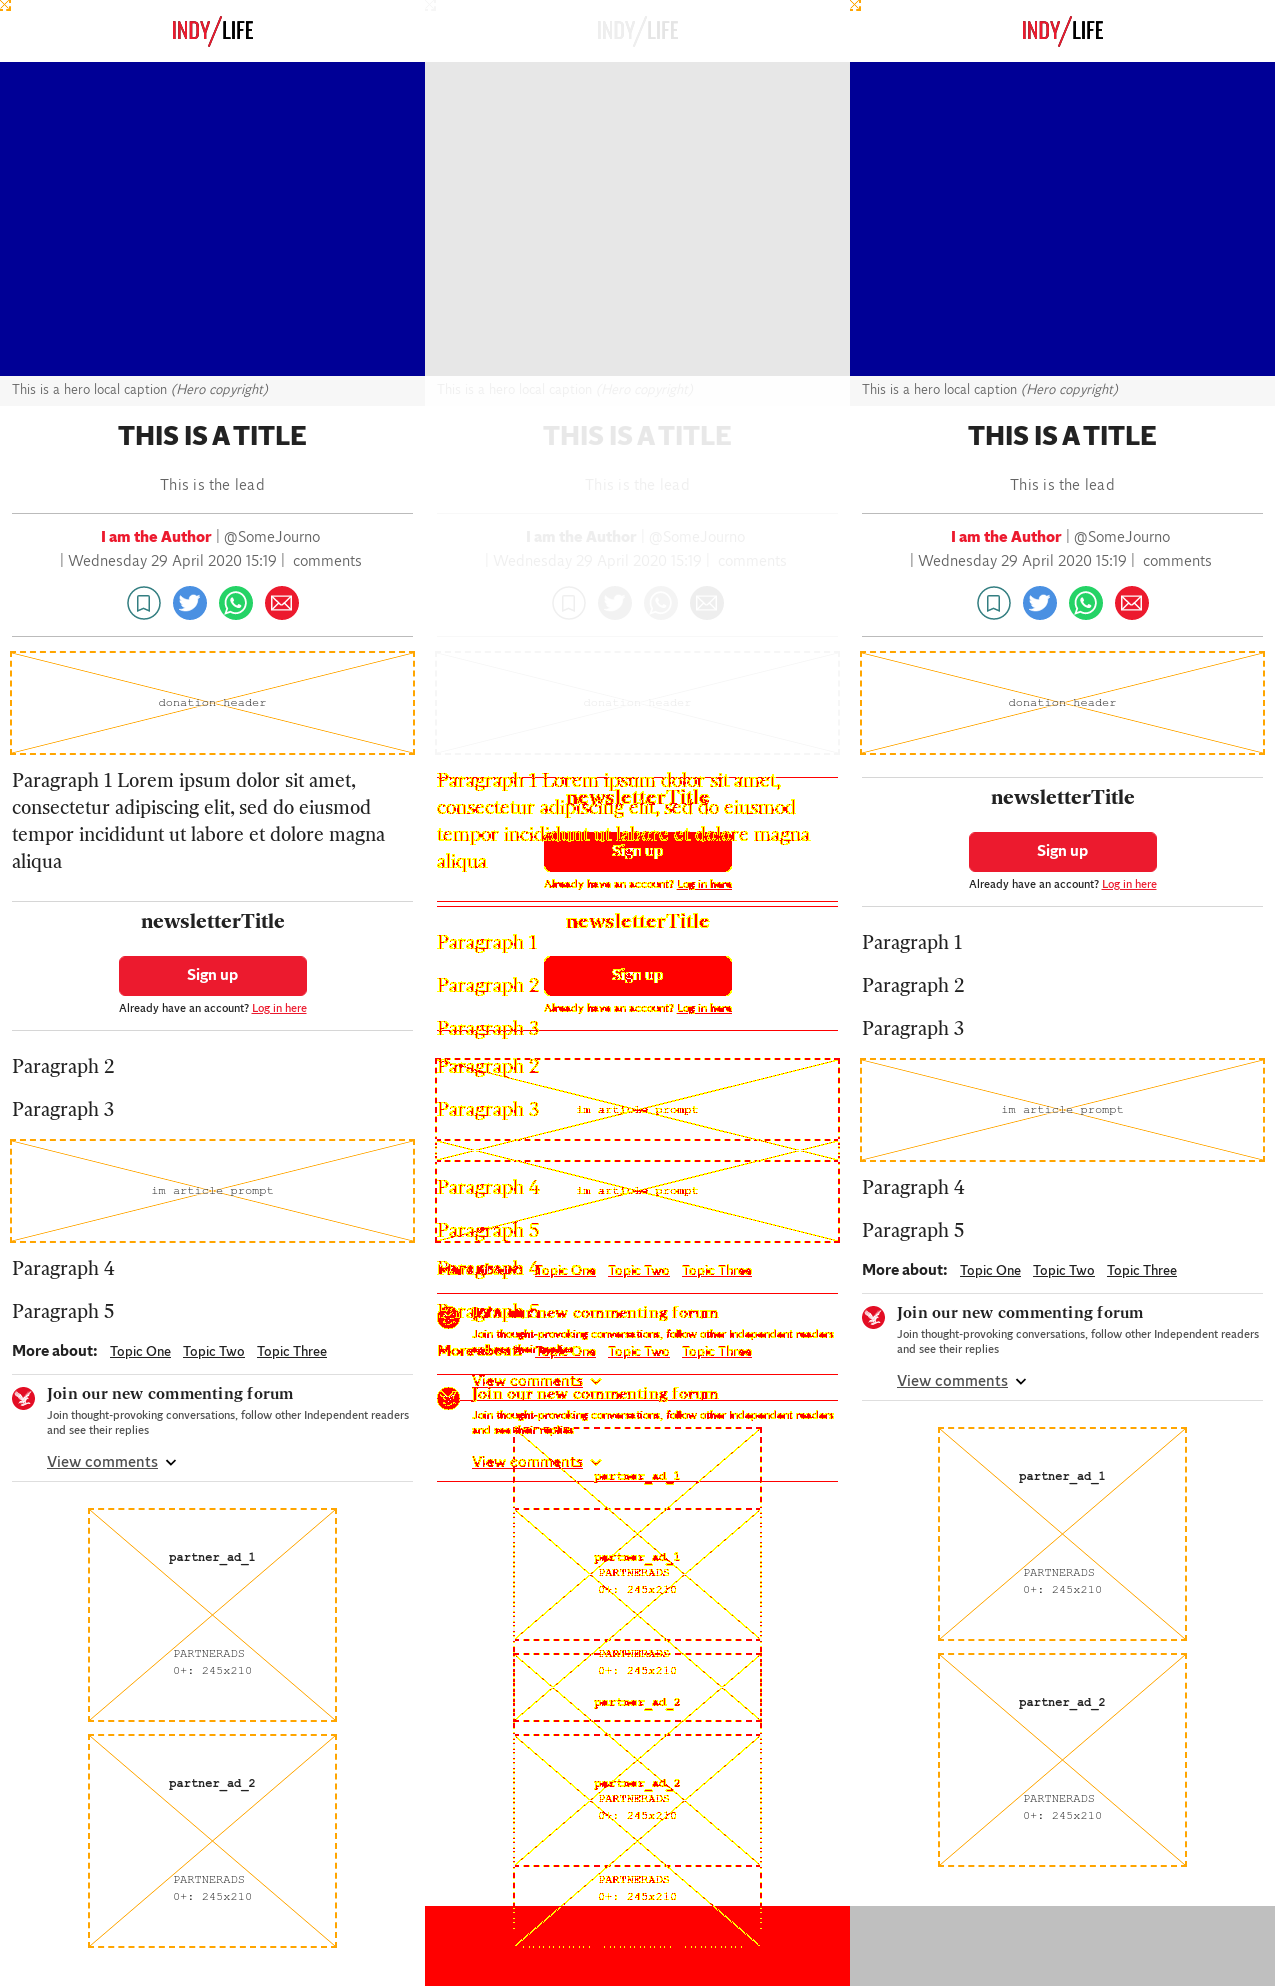 INDY/LIFE
This is a hero local caption (Hero copyright)
THIS IS A TITLE
This is the lead
I am the Author | @SomeJourno
| Wednesday 29 April 2020 15:19 | comments
donation header
Paragraph 1 Lorem ipsum dolor sit amet,
consectetur adipiscing elit, sed do eiusmod
tempor incididunt ut labore et dolore magna
aliqua
newsletterTitle
Sign up
Already have an account? Log in here
Paragraph 2
Paragraph 3
im article prompt
Paragraph 4
Paragraph 5
More about: Topic One Topic Two Topic Three
Join our new commenting forum
Join thought-provoking conversations, follow other Independent readers
and see their replies
View comments
partner_ad_1
PARTNERADS
0+: 245x210
partner_ad_2
PARTNERADS
0+: 245x210
INDY/LIFE
This is a hero local caption (Hero copyright)
THIS IS A TITLE
This is the lead
I am the Author | @SomeJourno
| Wednesday 29 April 2020 15:19 | comments
donation header
Paragraph 1 Lorem ipsum dolor sit amet,
newsletterTitle
consectetur adipiscing elit, sed do eiusmod
tempor incididunt ut labore et dolore magna
Sign up
aliqua
Already have an account? Log in here
newsletterTitle
Paragraph 1
Sign up
Paragraph 2
Already have an account? Log in here
Paragraph 3
Paragraph 2
Paragraph 3
im article prompt
Paragraph 4
im article prompt
Paragraph 5
Paragraph 4
More about: Topic One Topic Two Topic Three
Paragraph 5
Join our new commenting forum
Join thought-provoking conversations, follow other Independent readers
More about: Topic One Topic Two Topic Three
View comments
Join our new commenting forum
Join thought-provoking conversations, follow other Independent readers
and see their replies
View comments
partner_ad_1
partner_ad_1
PARTNERADS
0+: 245x210
PARTNERADS
0+: 245x210
partner_ad_2
partner_ad_2
PARTNERADS
0+: 245x210
PARTNERADS
0+: 245x210
INDY/LIFE
This is a hero local caption (Hero copyright)
THIS IS A TITLE
This is the lead
I am the Author | @SomeJourno
| Wednesday 29 April 2020 15:19 | comments
donation header
newsletterTitle
Sign up
Already have an account? Log in here
Paragraph 1
Paragraph 2
Paragraph 3
im article prompt
Paragraph 4
Paragraph 5
More about: Topic One Topic Two Topic Three
Join our new commenting forum
Join thought-provoking conversations, follow other Independent readers
and see their replies
View comments
partner_ad_1
PARTNERADS
0+: 245x210
partner_ad_2
PARTNERADS
0+: 245x210